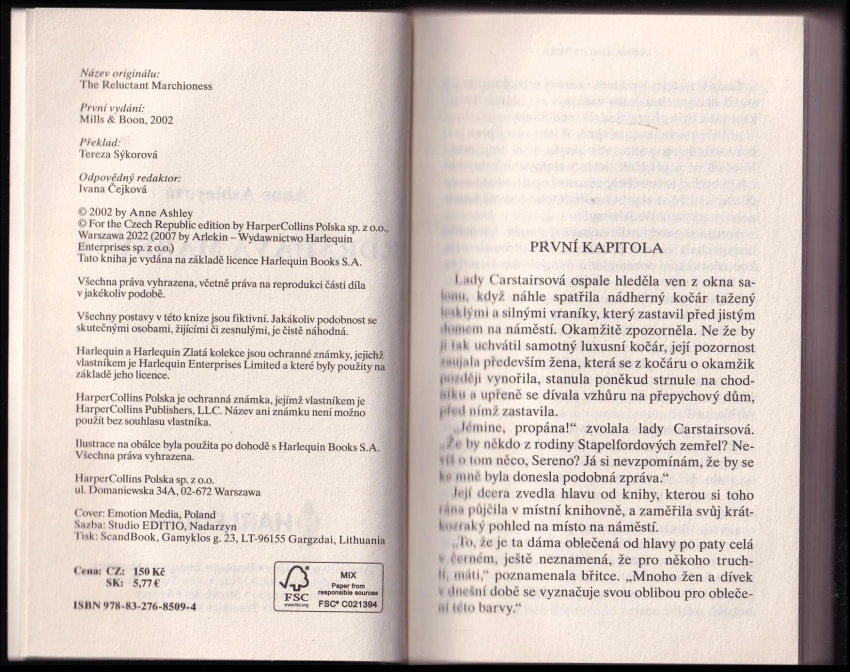 Název originálu:
The Reluctant Marchioness
První vydání:
Mills & Boon, 2002
Překlad:
Tereza Sýkorová
Odpovědný redaktor:
Ivana Čejková
© 2002 by Anne Ashley
© For the Czech Republic edition by HarperCollins Polska sp. z o.o.,
Warszawa 2022 (2007 by Arlekin – Wydawnictwo Harlequin
Enterprises sp. z o.o.)
Tato kniha je vydána na základě licence Harlequin Books S.A.
Všechna práva vyhrazena, včetně práva na reprodukci části díla
v jakékoliv podobě.
Všechny postavy v této knize jsou fiktivní. Jakákoliv podobnost se
skutečnými osobami, žijícími či zesnulými, je čistě náhodná.
Harlequin a Harlequin Zlatá kolekce jsou ochranné známky, jejichž
vlastníkem je Harlequin Enterprises Limited a které byly použity na
základě jeho licence.
HarperCollins Polska je ochranná známka, jejímž vlastníkem je
HarperCollins Publishers, LLC. Název ani známku není možno
použít bez souhlasu vlastníka.
Ilustrace na obálce byla použita po dohodě s Harlequin Books S.A.
Všechna práva vyhrazena.
HarperCollins Polska sp. z o.o.
ul. Domaniewska 34A, 02-672 Warszawa
Cover: Emotion Media, Poland
Sazba: Studio EDITIO, Nadarzyn
Tisk: ScandBook, Gamyklos g. 23, LT-96155 Gargzdai, Lithuania
Cena: CZ: 150 Kč
SK: 5,77 €
ISBN 978-83-276-8509-4
FSC
www.fsc.org
MIX
Paper from
responsible sources
FSC® C021394
PRVNÍ KAPITOLA
Lady Carstairsová ospale hleděla ven z okna sa-
lonu, když náhle spatřila nádherný kočár tažený
lesklými a silnými vraníky, který zastavil před jistým
domem na náměstí. Okamžitě zpozorněla. Ne že by
ji tak uchvátil samotný luxusní kočár, její pozornost
zaujala především žena, která se z kočáru o okamžik
později vynořila, stanula poněkud strnule na chod-
níku a upřeně se dívala vzhůru na přepychový dům,
před nímž zastavila.
„Jémine, propána!“ zvolala lady Carstairsová.
„Že by někdo z rodiny Stapelfordových zemřel? Ne-
víš o tom něco, Sereno? Já si nevzpomínám, že by se
ke mně byla donesla podobná zpráva.“
Její dcera zvedla hlavu od knihy, kterou si toho
rána půjčila v místní knihovně, a zaměřila svůj krát-
kozraký pohled na místo na náměstí.
„To, že je ta dáma oblečená od hlavy po paty celá
v černém, ještě neznamená, že pro někoho truch-
lí, máti,“ poznamenala břitce. „Mnoho žen a dívek
v dnešní době se vyznačuje svou oblibou pro obleče-
ní této barvy.“